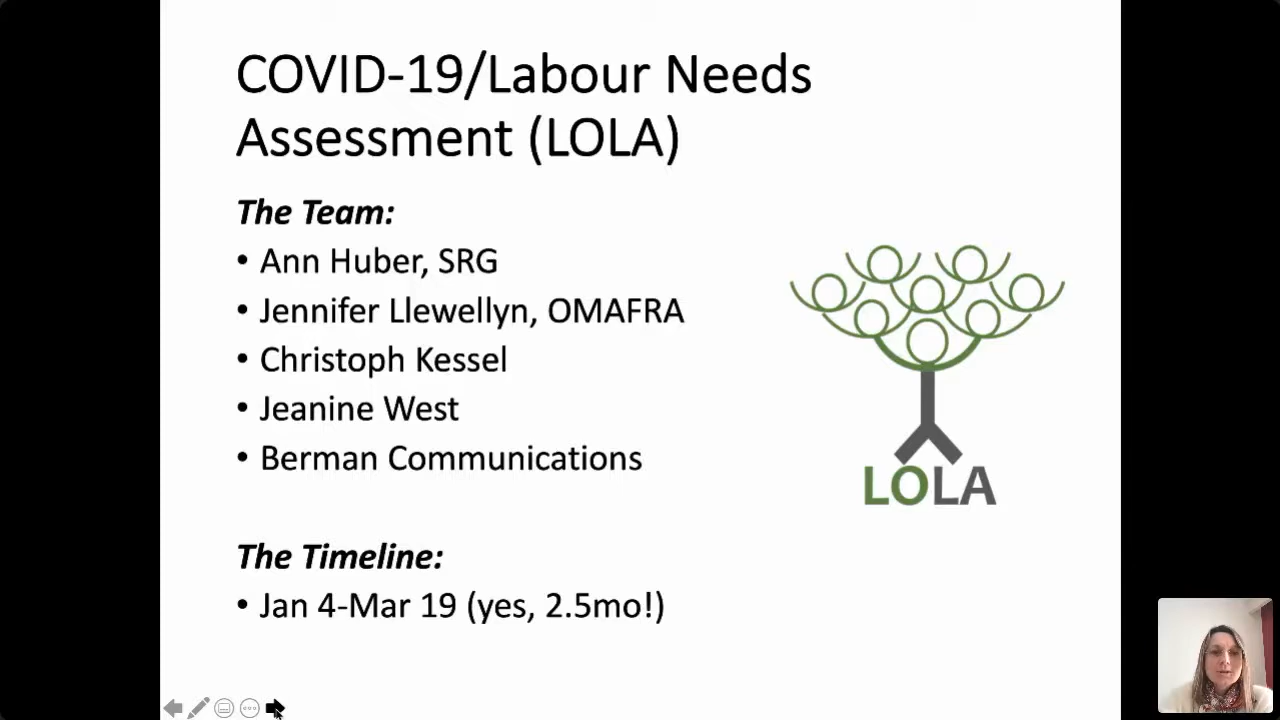 COVID-19/Labour Needs
Assessment (LOLA)
The Team:
• Ann Huber, SRG
• Jennifer Llewellyn, OMAFRA
• Christoph Kessel
• Jeanine West
• Berman Communications
LOLA
The Timeline:
• Jan 4-Mar 19 (yes, 2.5mo!)